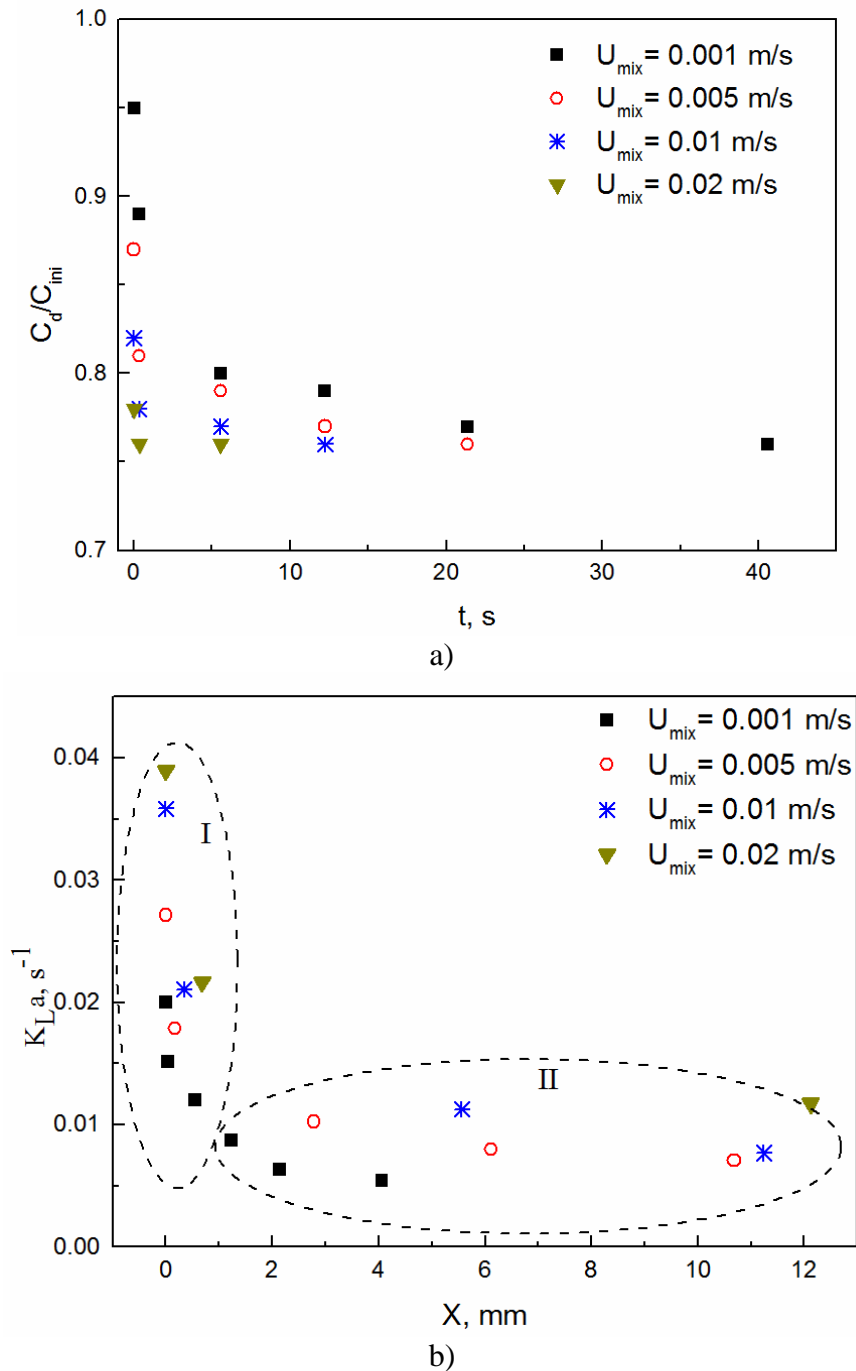 1.0
0.9
0.8
0.7
C_d/C_ini
0 10 20 30 40
t, s
U_mix= 0.001 m/s
U_mix= 0.005 m/s
U_mix= 0.01 m/s
U_mix= 0.02 m/s
a)
0.04
0.03
0.02
0.01
0.00
K_La, s^-1
0 2 4 6 8 10 12
X, mm
U_mix= 0.001 m/s
U_mix= 0.005 m/s
U_mix= 0.01 m/s
U_mix= 0.02 m/s
I
II
b)